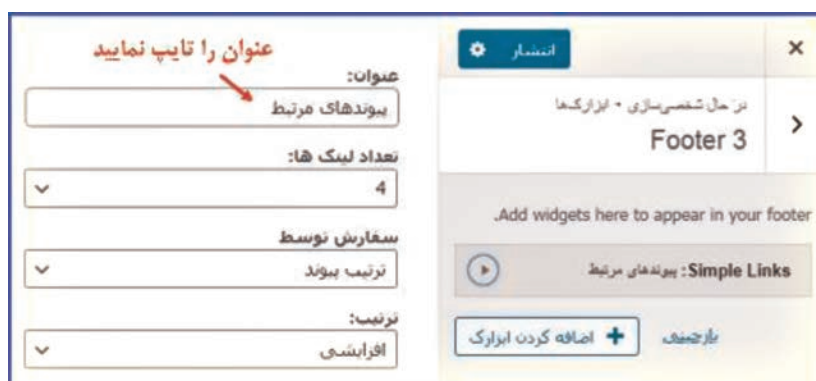 انتشار
در حال شخصی‌سازی • ابزارک‌ها
Footer 3
Add widgets here to appear in your footer.
Simple Links: پیوندهای مرتبط
بازچینی
اضافه کردن ابزارک
عنوان را تایپ نمایید
عنوان:
پیوندهای مرتبط
تعداد لینک ها:
4
سفارش توسط
ترتیب پیوند
ترتیب:
افزایشی